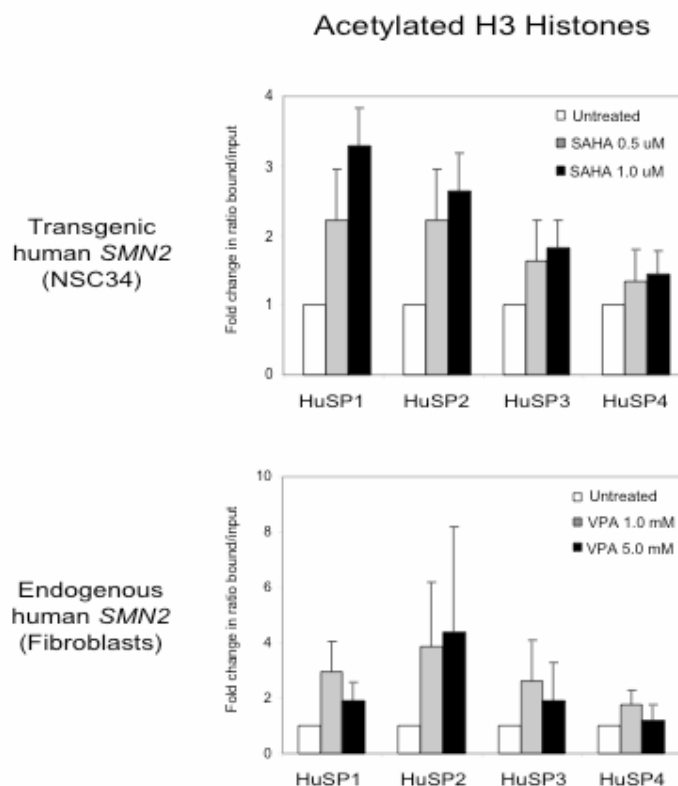 Acetylated H3 Histones
Transgenic
human SMN2
(NSC34)
Fold change in ratio bound/input
4
3
2
1
0
Untreated
SAHA 0.5 uM
SAHA 1.0 uM
HuSP1 HuSP2 HuSP3 HuSP4
Endogenous
human SMN2
(Fibroblasts)
Fold change in ratio bound/input
10
8
6
4
2
0
Untreated
VPA 1.0 mM
VPA 5.0 mM
HuSP1 HuSP2 HuSP3 HuSP4